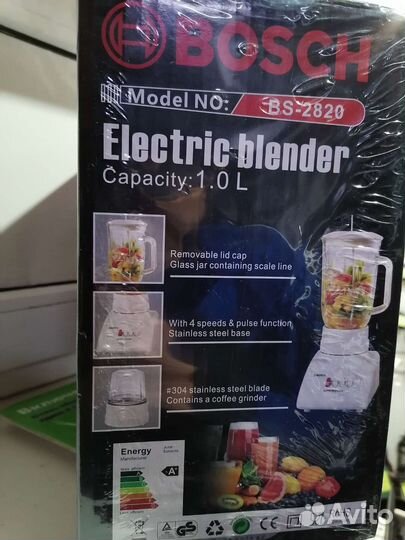 BOSCH
Model NO: BS-2820
Electric blender
Capacity:1.0 L
Removable lid cap
Glass jar containing scale line
With 4 speeds & pulse function
Stainless steel base
#304 stainless steel blade
Contains a coffee grinder
Energy
Manufacturer
A
Avito